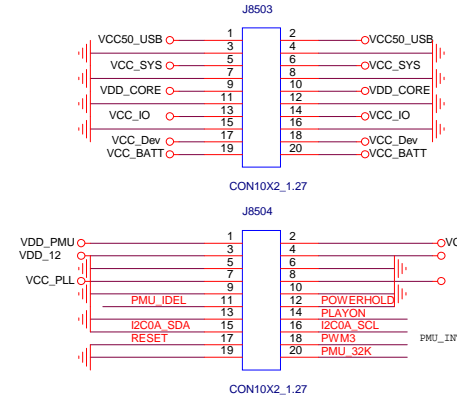 J8503
VCC50_USB 1 2 VCC50_USB
3 4
VCC_SYS 5 6 VCC_SYS
7 8
VDD_CORE 9 10 VDD_CORE
11 12
VCC_IO 13 14 VCC_IO
15 16
VCC_Dev 17 18 VCC_Dev
VCC_BATT 19 20 VCC_BATT
CON10X2_1.27
J8504
VDD_PMU 1 2
VDD_12 3 4 VC
5 6
VCC_PLL 7 8
9 10
PMU_IDEL 11 12 POWERHOLD
13 14 PLAYON
I2C0A_SDA 15 16 I2C0A_SCL
RESET 17 18 PWM3 PMU_IN
19 20 PMU_32K
CON10X2_1.27